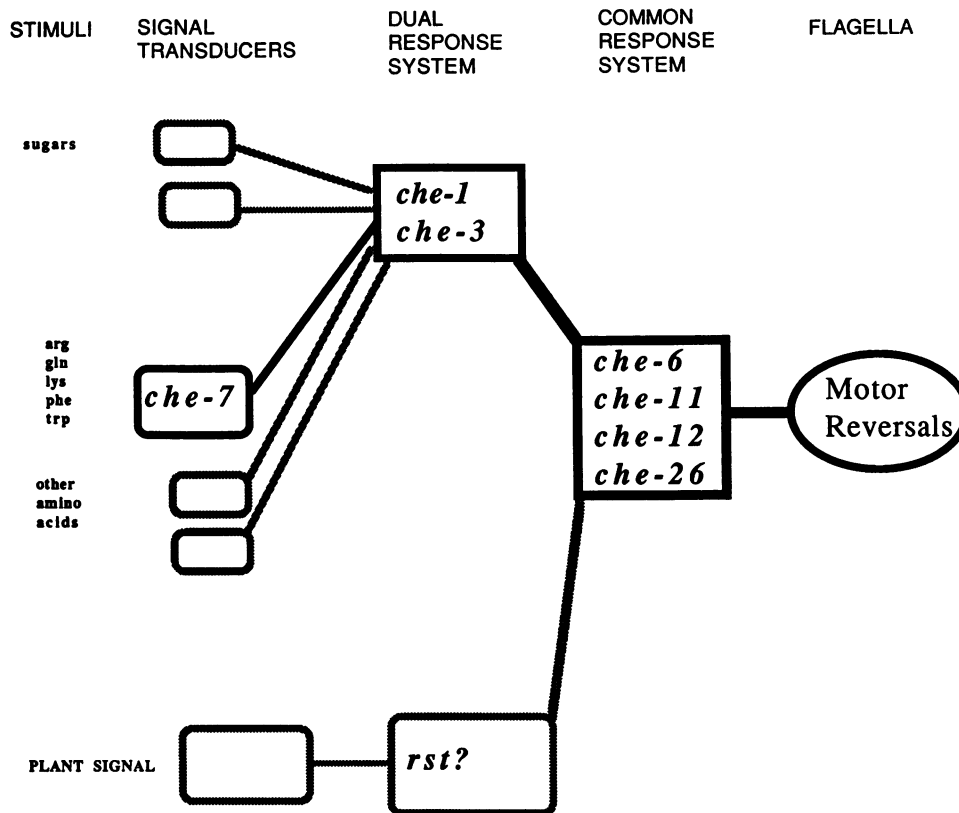 STIMULI
SIGNAL
TRANSDUCERS
DUAL
RESPONSE
SYSTEM
COMMON
RESPONSE
SYSTEM
FLAGELLA
sugars
che-1
che-3
arg
gln
lys
phe
trp
che-7
che-6
che-11
che-12
che-26
Motor
Reversals
other
amino
acids
PLANT SIGNAL
rst?